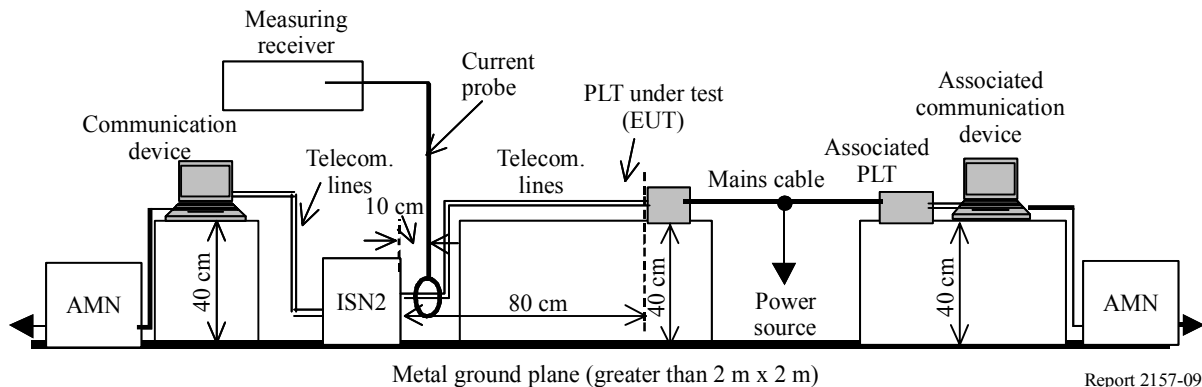 Measuring
receiver
Current
probe
PLT under test
(EUT)
Associated
communication
device
Communication
device
Telecom.
lines
Telecom.
lines
Associated
PLT
Mains cable
10 cm
40 cm
AMN
ISN2
80 cm
40 cm
Power
source
40 cm
AMN
Metal ground plane (greater than 2 m x 2 m)
Report 2157-09